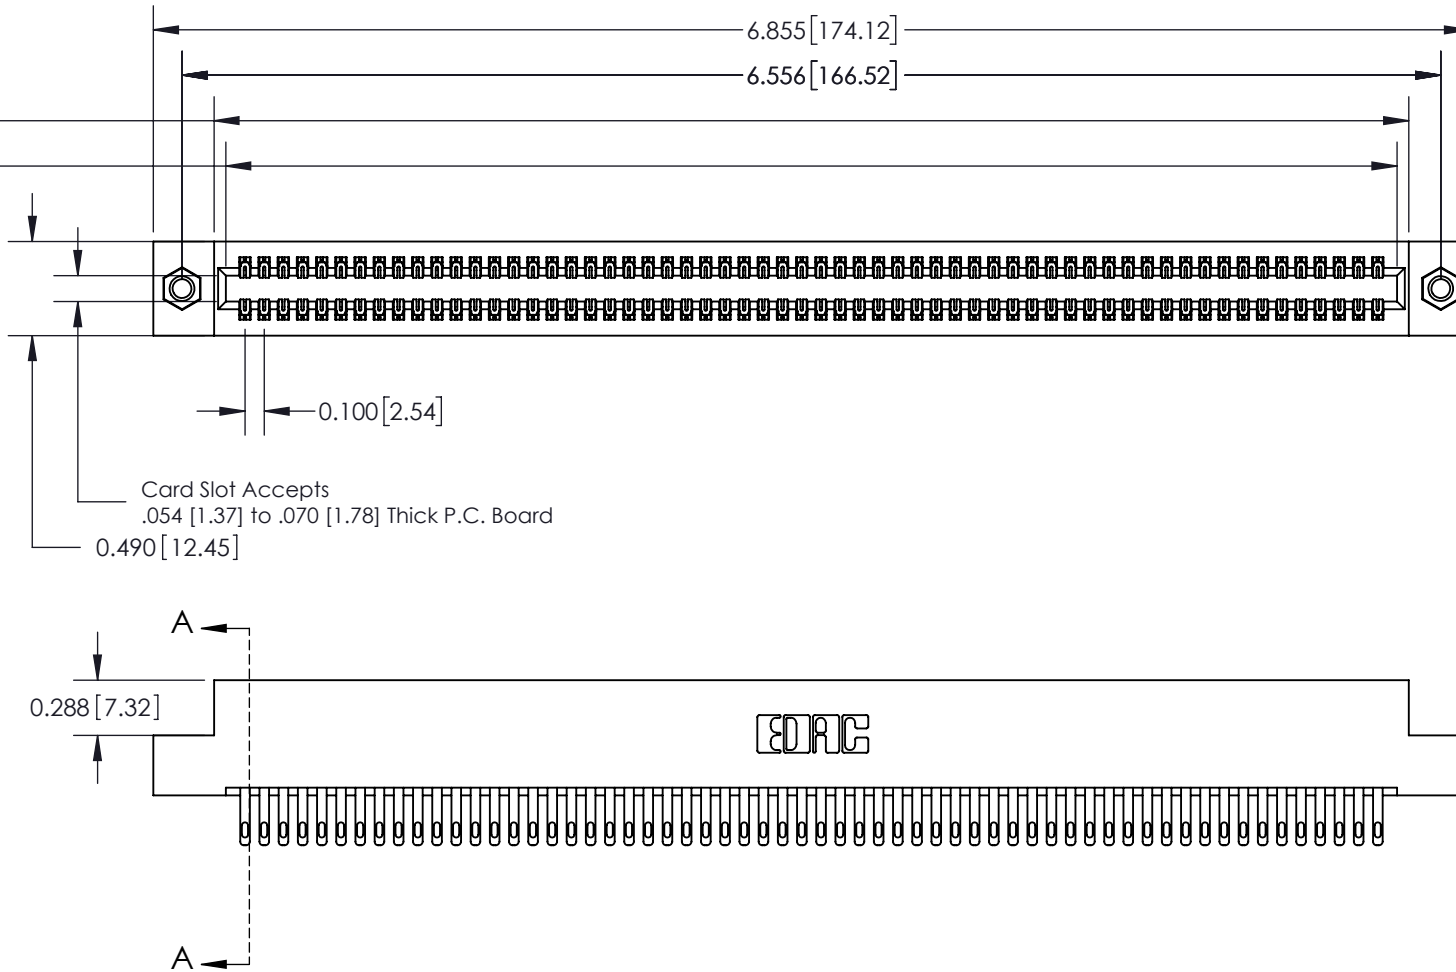 6.855[174.12]
6.556[166.52]
0.100[2.54]
Card Slot Accepts
.054 [1.37] to .070 [1.78] Thick P.C. Board
0.490[12.45]
A
0.288[7.32]
EDAC
A